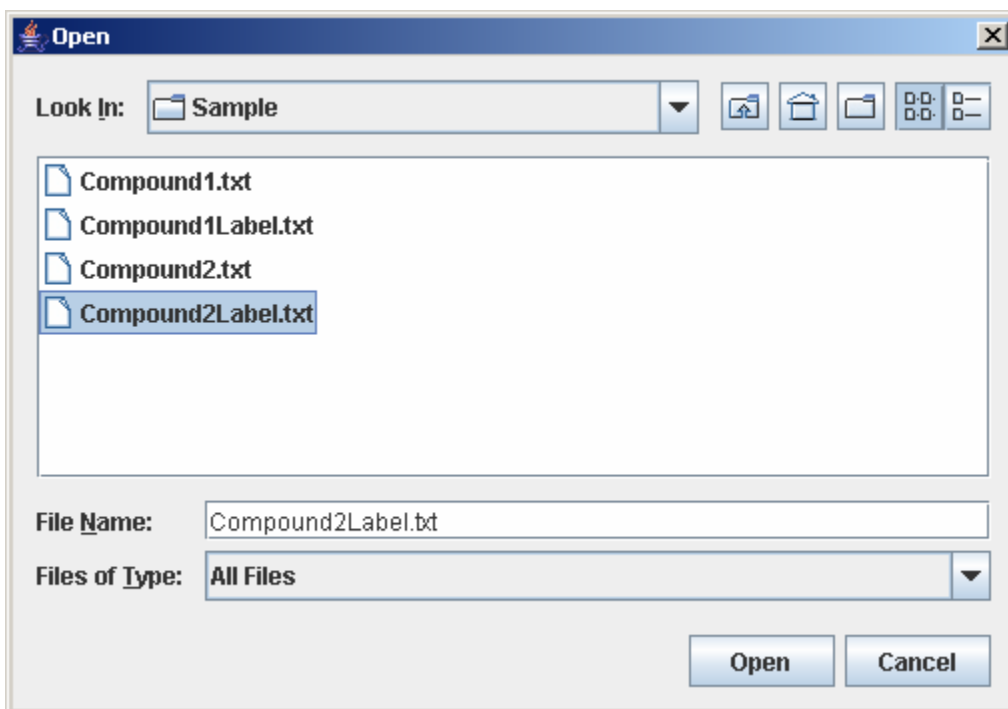 Open
Look In: Sample
Compound1.txt
Compound1Label.txt
Compound2.txt
Compound2Label.txt
File Name: Compound2Label.txt
Files of Type: All Files
Open Cancel